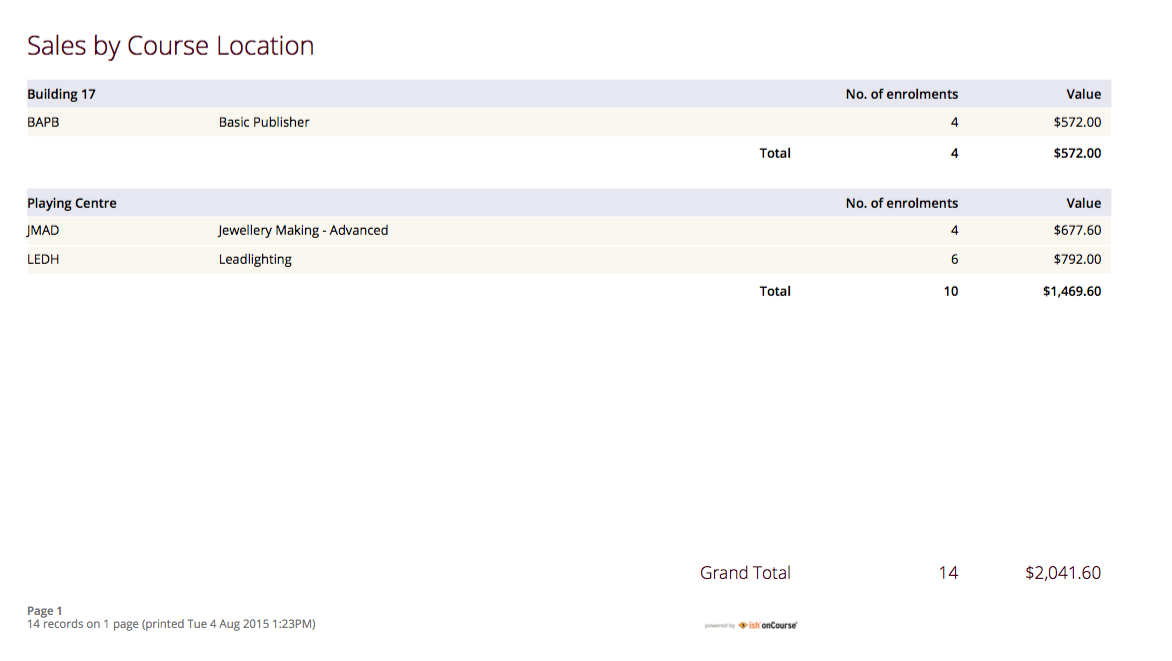 Sales by Course Location
Building 17 No. of enrolments Value
BAPB Basic Publisher 4 $572.00
Total 4 $572.00
Playing Centre No. of enrolments Value
JMAD Jewellery Making - Advanced 4 $677.60
LEDH Leadlighting 6 $792.00
Total 10 $1,469.60
Grand Total 14 $2,041.60
Page 1
14 records on 1 page (printed Tue 4 Aug 2015 1:23PM)
powered by ish onCourse